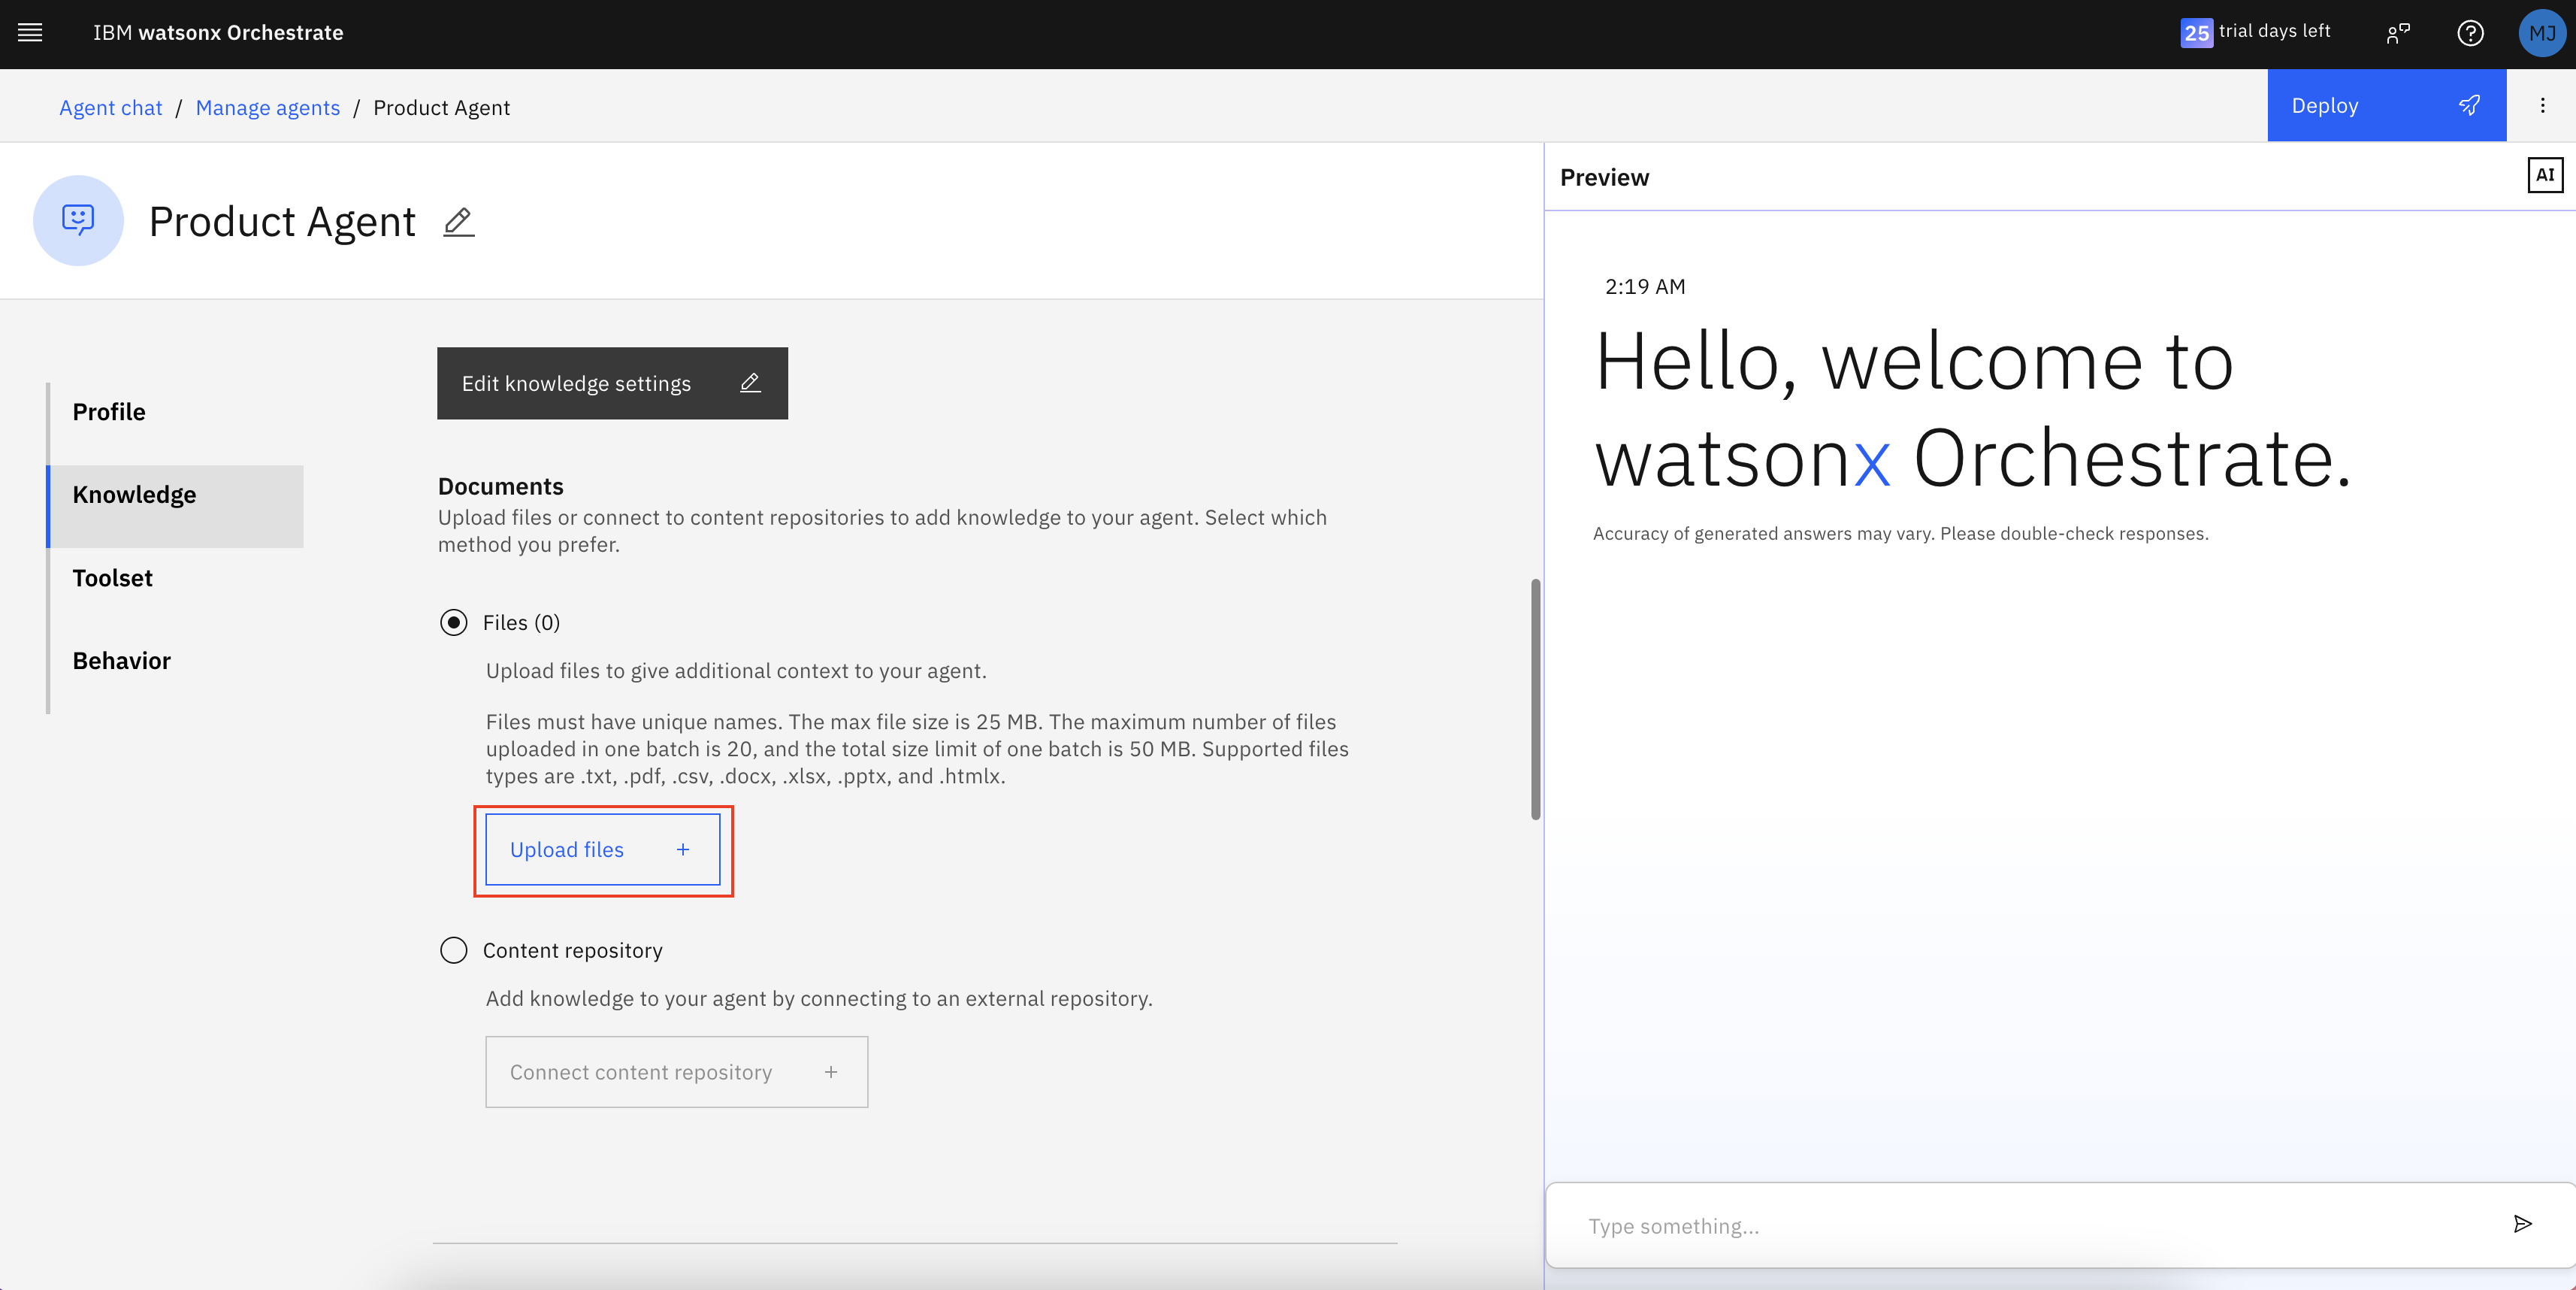 IBM watsonx Orchestrate
25 trial days left
MJ
Agent chat / Manage agents / Product Agent
Deploy
Product Agent
Profile
Knowledge
Toolset
Behavior
Edit knowledge settings
Documents
Upload files or connect to content repositories to add knowledge to your agent. Select which
method you prefer.
Files (0)
Upload files to give additional context to your agent.
Files must have unique names. The max file size is 25 MB. The maximum number of files
uploaded in one batch is 20, and the total size limit of one batch is 50 MB. Supported files
types are .txt, .pdf, .csv, .docx, .xlsx, .pptx, and .htmlx.
Upload files +
Content repository
Add knowledge to your agent by connecting to an external repository.
Connect content repository +
Preview
AI
2:19 AM
Hello, welcome to
watsonx Orchestrate.
Accuracy of generated answers may vary. Please double-check responses.
Type something...